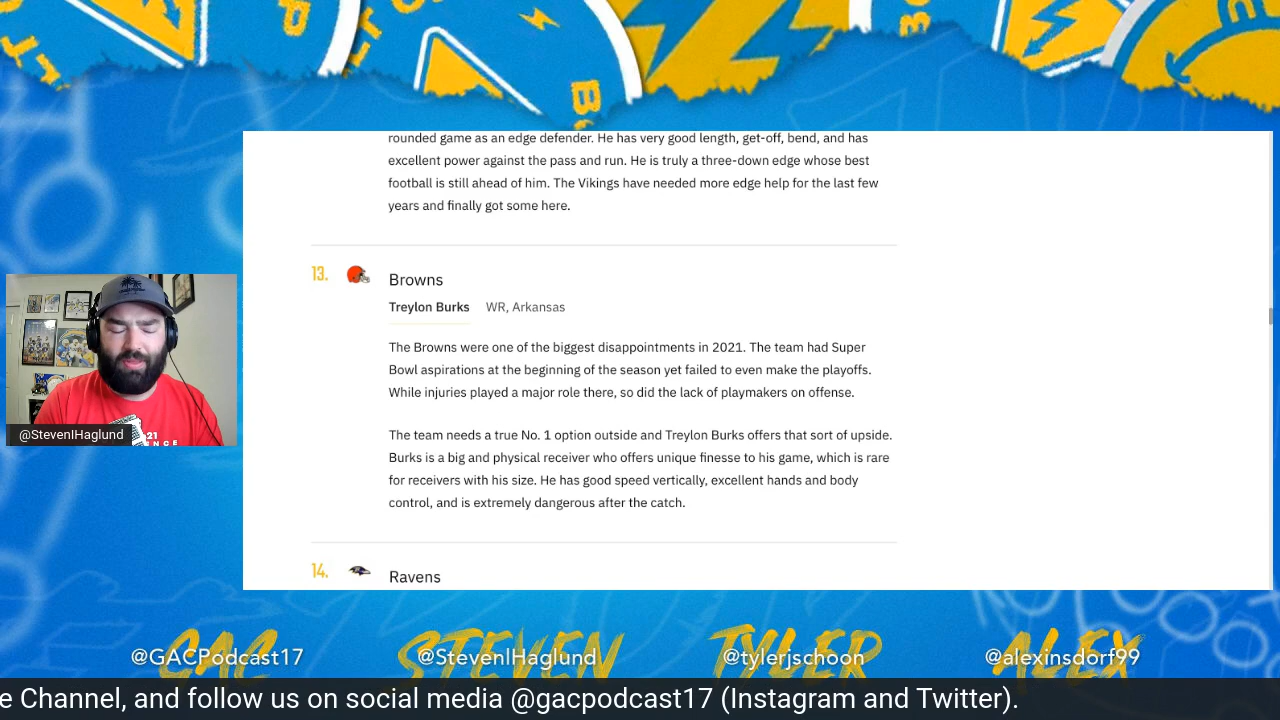 rounded game as an edge defender. He has very good length, get-off, bend, and has
excellent power against the pass and run. He is truly a three-down edge whose best
football is still ahead of him. The Vikings have needed more edge help for the last few
years and finally got some here.
13.
Browns
Treylon Burks WR, Arkansas
The Browns were one of the biggest disappointments in 2021. The team had Super
Bowl aspirations at the beginning of the season yet failed to even make the playoffs.
While injuries played a major role there, so did the lack of playmakers on offense.
The team needs a true No. 1 option outside and Treylon Burks offers that sort of upside.
Burks is a big and physical receiver who offers unique finesse to his game, which is rare
for receivers with his size. He has good speed vertically, excellent hands and body
control, and is extremely dangerous after the catch.
14.
Ravens
@StevenIHaglund
GAC STEVEN TYLER ALEX
@GACPodcast17 @StevenIHaglund @tylerjschoon @alexinsdorf99
e Channel, and follow us on social media @gacpodcast17 (Instagram and Twitter).